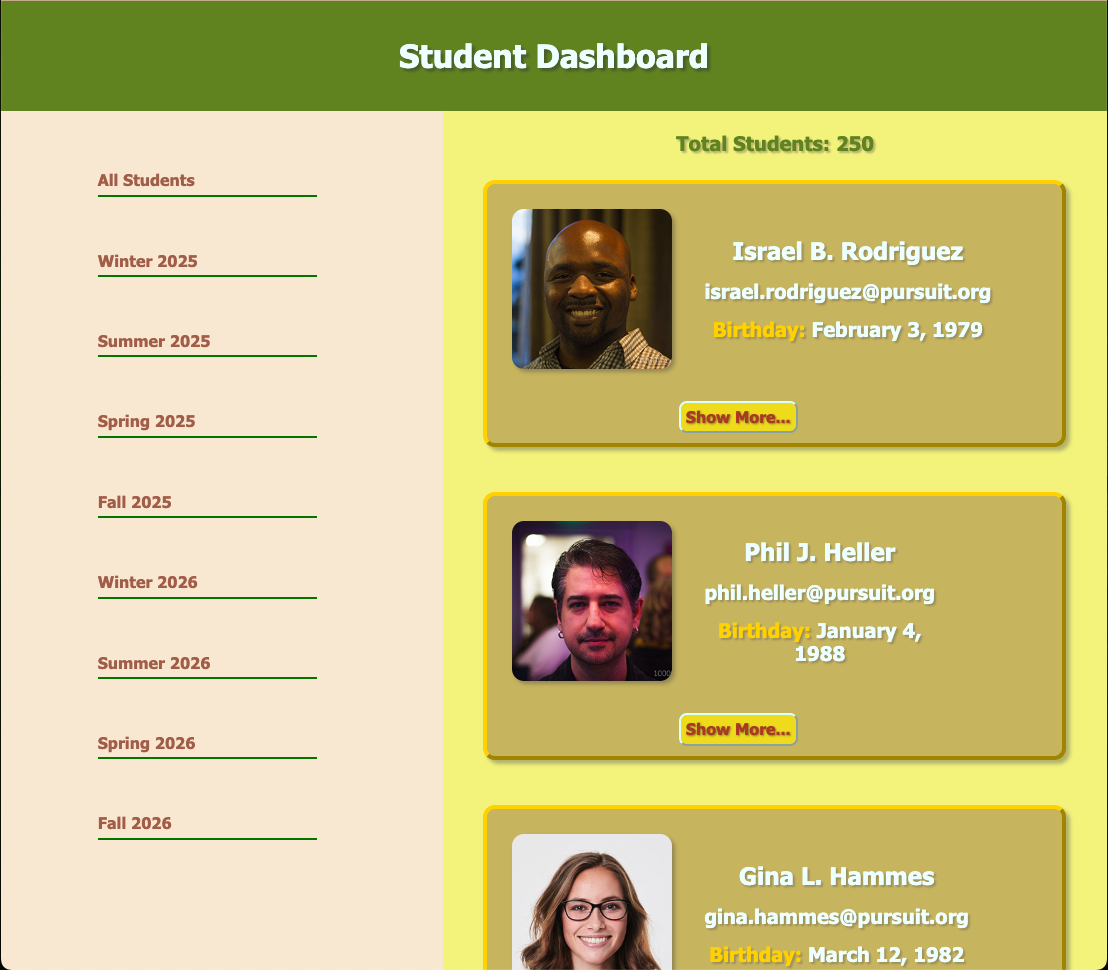 Student Dashboard
All Students
Winter 2025
Summer 2025
Spring 2025
Fall 2025
Winter 2026
Summer 2026
Spring 2026
Fall 2026
Total Students: 250
Israel B. Rodriguez
israel.rodriguez@pursuit.org
Birthday: February 3, 1979
Show More...
Phil J. Heller
phil.heller@pursuit.org
Birthday: January 4,
1988
1000
Show More...
Gina L. Hammes
gina.hammes@pursuit.org
Birthday: March 12, 1982